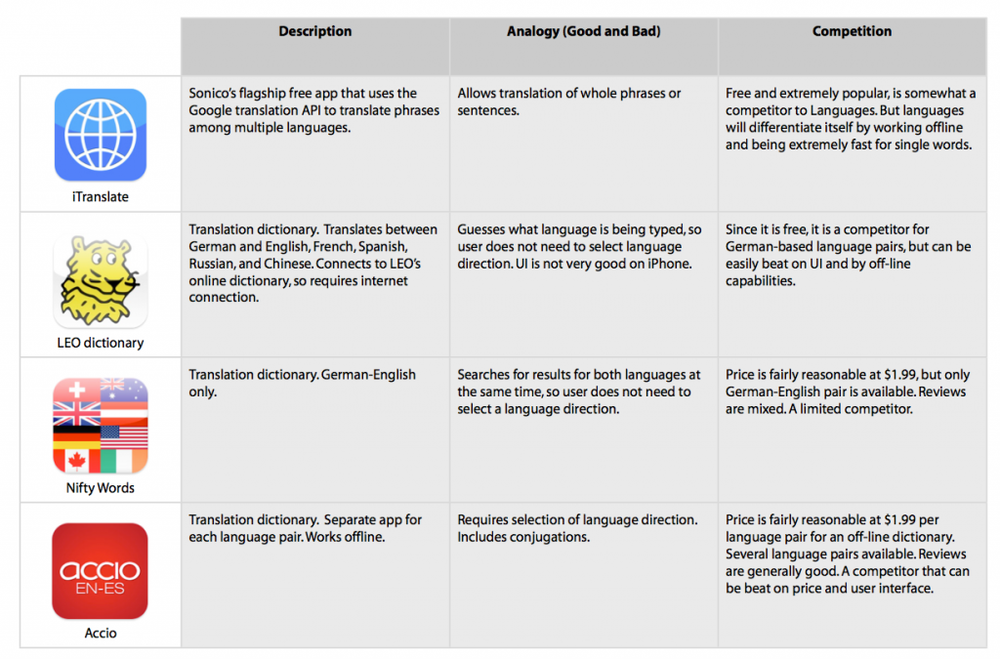 Description
Analogy (Good and Bad)
Competition
iTranslate
Sonico's flagship free app that uses the
Google translation API to translate phrases
among multiple languages.
Allows translation of whole phrases or
sentences.
Free and extremely popular, is somewhat a
competitor to Languages. But languages
will differentiate itself by working offline
and being extremely fast for single words.
LEO dictionary
Translation dictionary. Translates between
German and English, French, Spanish,
Russian, and Chinese. Connects to LEO's
online dictionary, so requires internet
connection.
Guesses what language is being typed, so
user does not need to select language
direction. UI is not very good on iPhone.
Since it is free, it is a competitor for
German-based language pairs, but can be
easily beat on UI and by off-line
capabilities.
Nifty Words
Translation dictionary. German-English
only.
Searches for results for both languages at
the same time, so user does not need to
select a language direction.
Price is fairly reasonable at $1.99, but only
German-English pair is available. Reviews
are mixed. A limited competitor.
accio
EN-ES
Accio
Translation dictionary. Separate app for
each language pair. Works offline.
Requires selection of language direction.
Includes conjugations.
Price is fairly reasonable at $1.99 per
language pair for an off-line dictionary.
Several language pairs available. Reviews
are generally good. A competitor that can
be beat on price and user interface.